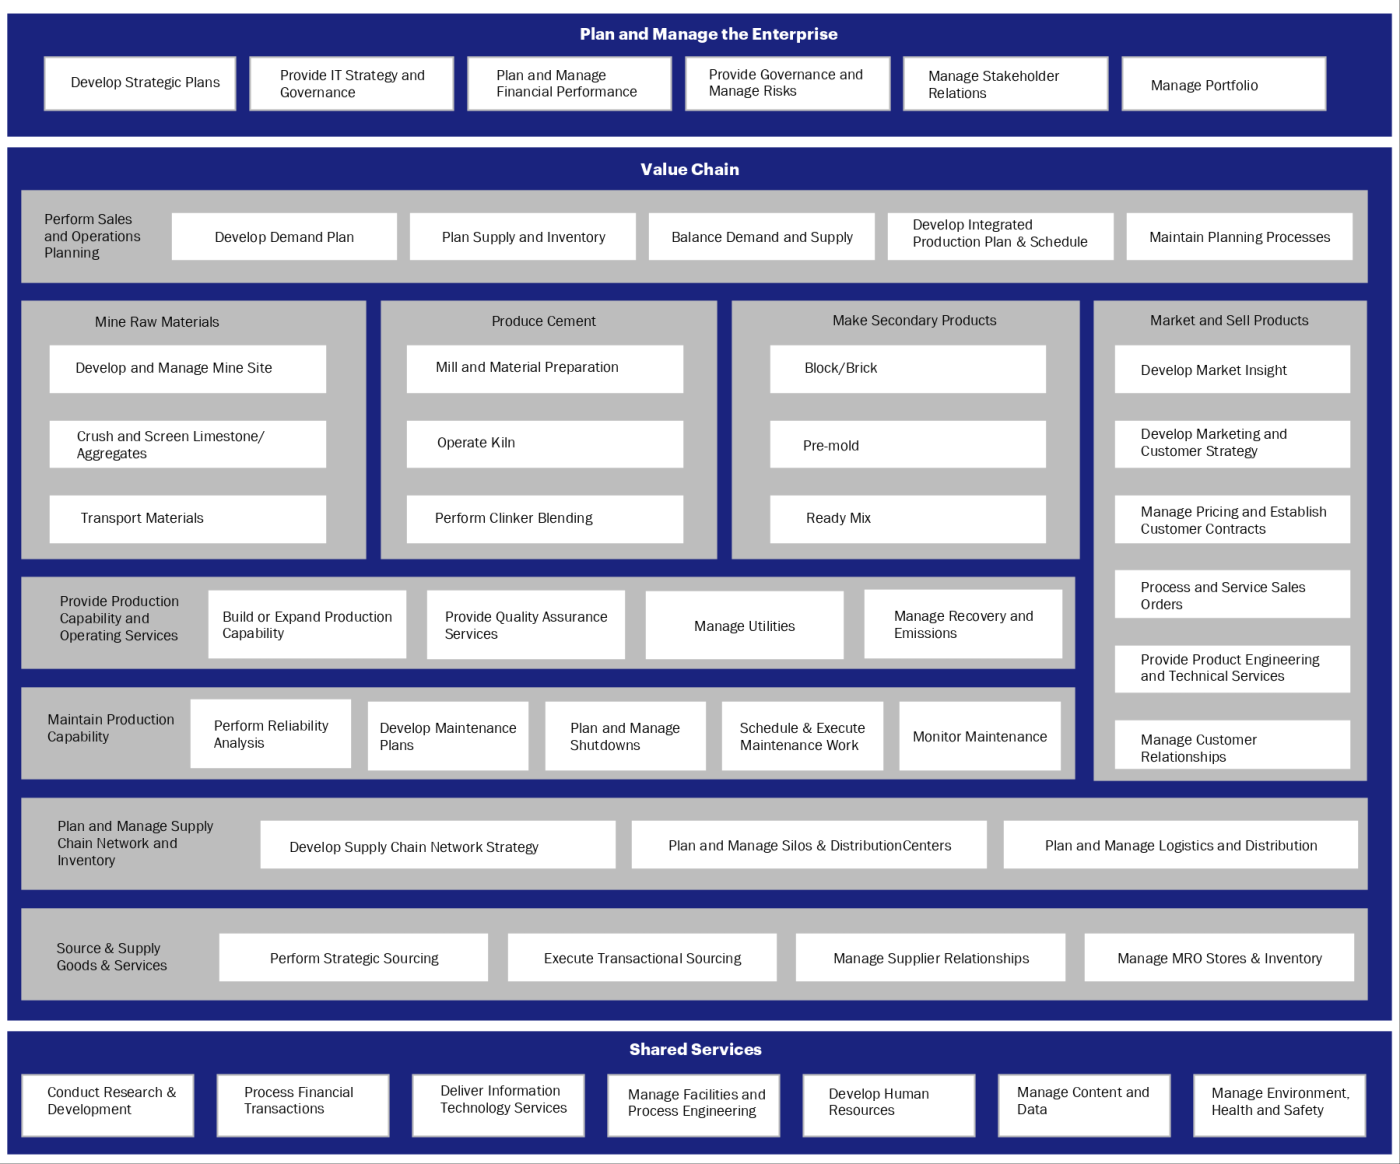 Plan and Manage the Enterprise
Develop Strategic Plans
Provide IT Strategy and
Governance
Plan and Manage
Financial Performance
Provide Governance and
Manage Risks
Manage Stakeholder
Relations
Manage Portfolio
Value Chain
Perform Sales
and Operations
Planning
Develop Demand Plan
Plan Supply and Inventory
Balance Demand and Supply
Develop Integrated
Production Plan & Schedule
Maintain Planning Processes
Mine Raw Materials
Develop and Manage Mine Site
Crush and Screen Limestone/
Aggregates
Transport Materials
Produce Cement
Mill and Material Preparation
Operate Kiln
Perform Clinker Blending
Make Secondary Products
Block/Brick
Pre-mold
Ready Mix
Market and Sell Products
Develop Market Insight
Develop Marketing and
Customer Strategy
Manage Pricing and Establish
Customer Contracts
Process and Service Sales
Orders
Provide Product Engineering
and Technical Services
Manage Customer
Relationships
Provide Production
Capability and
Operating Services
Build or Expand Production
Capability
Provide Quality Assurance
Services
Manage Utilities
Manage Recovery and
Emissions
Maintain Production
Capability
Perform Reliability
Analysis
Develop Maintenance
Plans
Plan and Manage
Shutdowns
Schedule & Execute
Maintenance Work
Monitor Maintenance
Plan and Manage Supply
Chain Network and
Inventory
Develop Supply Chain Network Strategy
Plan and Manage Silos & DistributionCenters
Plan and Manage Logistics and Distribution
Source & Supply
Goods & Services
Perform Strategic Sourcing
Execute Transactional Sourcing
Manage Supplier Relationships
Manage MRO Stores & Inventory
Shared Services
Conduct Research &
Development
Process Financial
Transactions
Deliver Information
Technology Services
Manage Facilities and
Process Engineering
Develop Human
Resources
Manage Content and
Data
Manage Environment,
Health and Safety